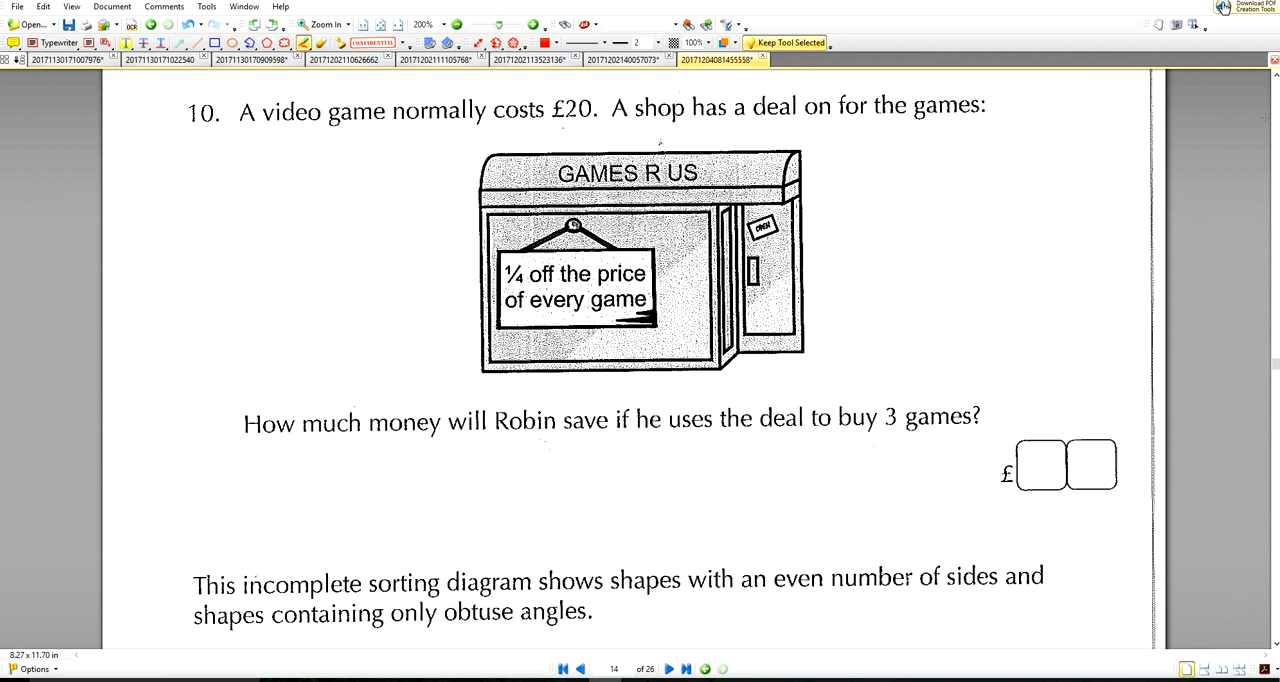 File Edit View Document Comments Tools Window Help
Download PDF
Creation Tools
Open... OCR Zoom In 200%
Typewriter CONFIDENTIAL 2 100% Keep Tool Selected
20171130171007976* 20171130171022540 20171130170909598* 20171202110626662 20171202111105768* 20171202113523136* 20171202140057073* 20171204081455558*
10. A video game normally costs £20. A shop has a deal on for the games:
GAMES R US
OPEN
¼ off the price
of every game
How much money will Robin save if he uses the deal to buy 3 games?
£
This incomplete sorting diagram shows shapes with an even number of sides and
shapes containing only obtuse angles.
8.27 x 11.70 in
Options 14 of 26